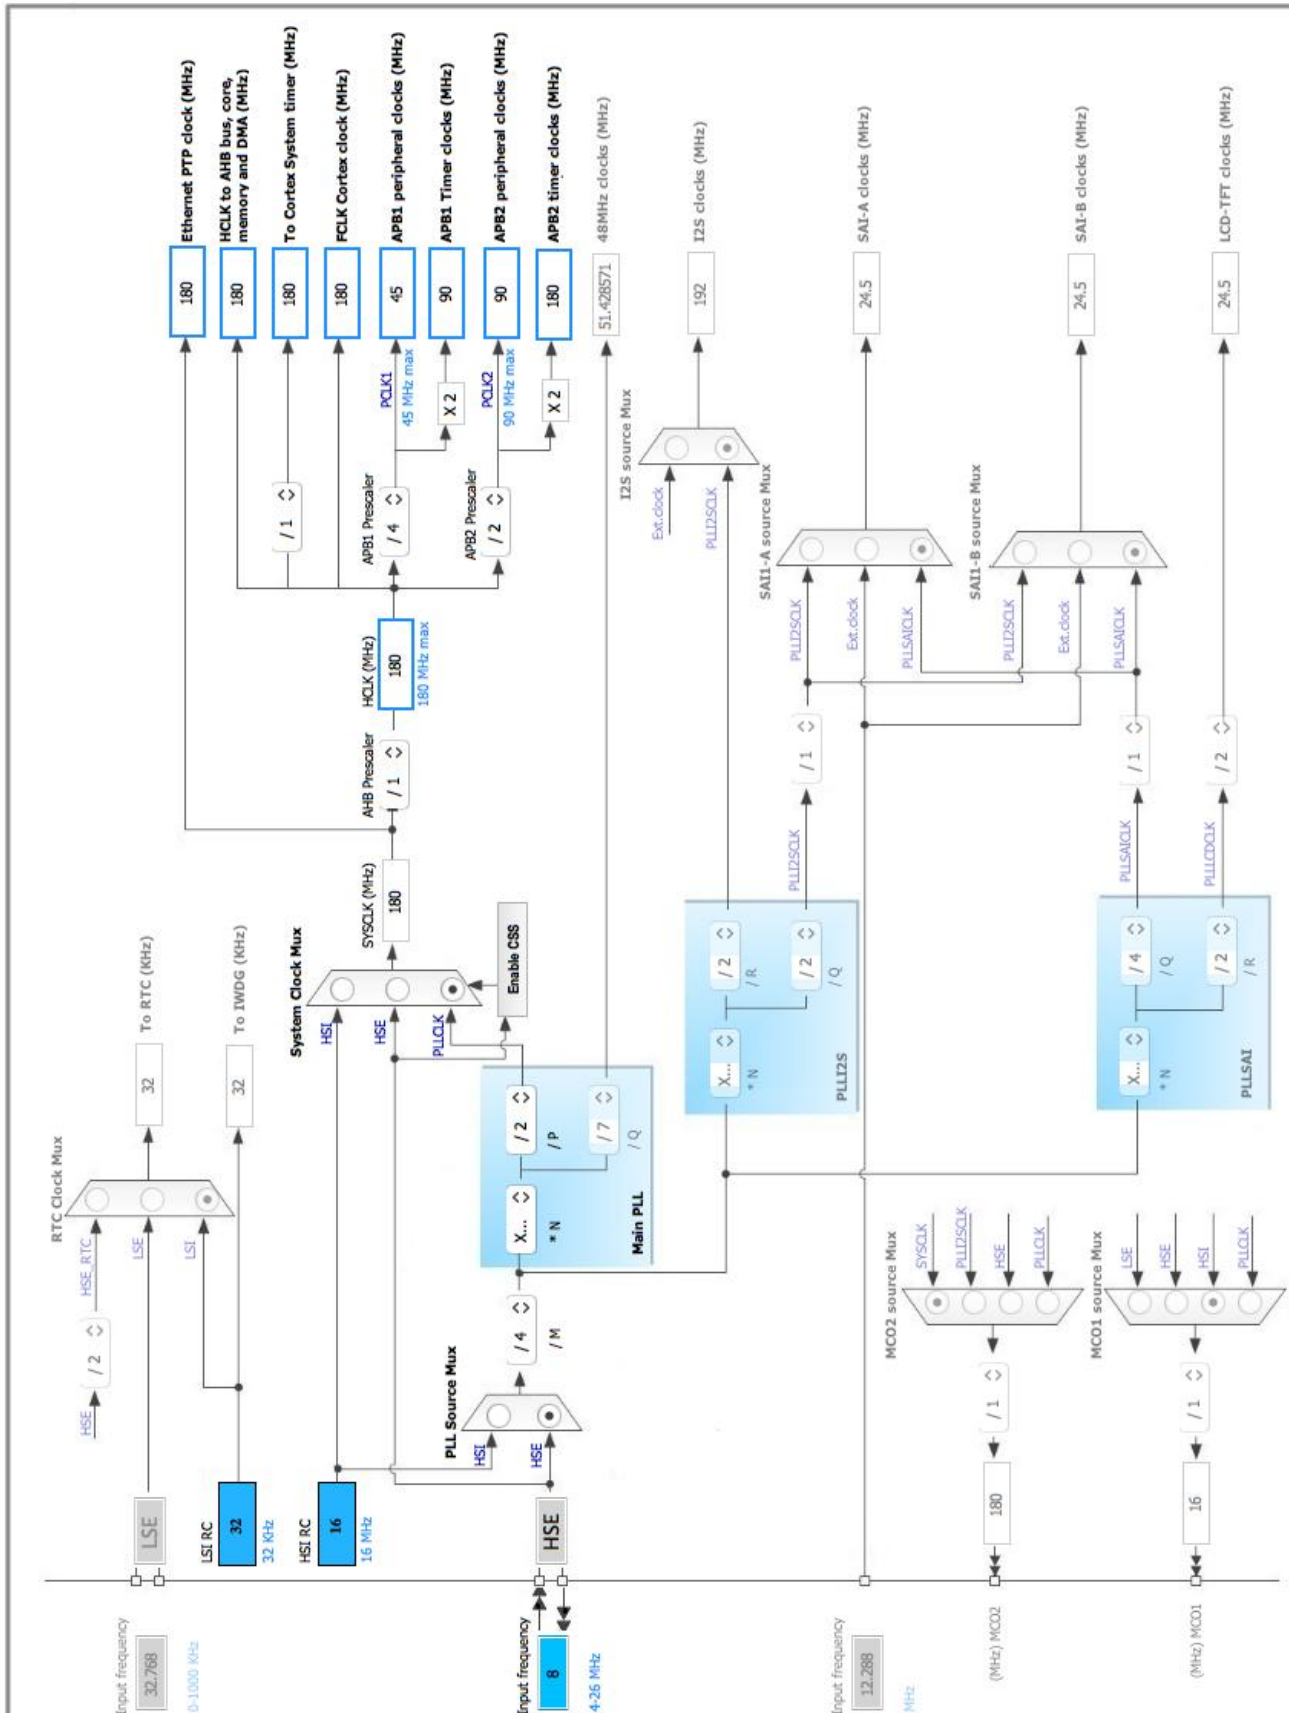 Input frequency
32.768
0-1000 KHz
LSE
LSI RC
32
32 KHz
HSI RC
16
16 MHz
Input frequency
8
4-26 MHz
HSE
Input frequency
12.288
MHz
(MHz) MCO2
(MHz) MCO1
HSE
/ 2
HSE_RTC
LSE
LSI
RTC Clock Mux
32
To RTC (KHz)
32
To IWDG (KHz)
System Clock Mux
HSI
HSE
PLLCLK
Enable CSS
SYSCLK (MHz)
180
AHB Prescaler
/ 1
HCLK (MHz)
180
180 MHz max
180
Ethernet PTP clock (MHz)
180
HCLK to AHB bus, core,
memory and DMA (MHz)
/ 1
180
To Cortex System timer (MHz)
180
FCLK Cortex clock (MHz)
APB1 Prescaler
/ 4
PCLK1
45 MHz max
45
APB1 peripheral clocks (MHz)
X 2
90
APB1 Timer clocks (MHz)
APB2 Prescaler
/ 2
PCLK2
90 MHz max
90
APB2 peripheral clocks (MHz)
X 2
180
APB2 timer clocks (MHz)
51.428571
48MHz clocks (MHz)
PLL Source Mux
HSI
HSE
/ 4
/ M
X...
* N
/ 2
/ P
/ 7
/ Q
Main PLL
I2S source Mux
Ext.clock
PLLI2SCLK
192
I2S clocks (MHz)
X...
* N
/ 2
/ R
/ 2
/ Q
PLLI2S
PLLI2SCLK
/ 1
SAI1-A source Mux
PLLI2SCLK
Ext.clock
PLLSAICLK
24.5
SAI-A clocks (MHz)
SAI1-B source Mux
PLLI2SCLK
Ext.clock
PLLSAICLK
24.5
SAI-B clocks (MHz)
X...
* N
/ 4
/ Q
/ 2
/ R
PLLSAI
PLLSAICLK
/ 1
PLLLCDCLK
/ 2
24.5
LCD-TFT clocks (MHz)
MCO2 source Mux
SYSCLK
PLLI2SCLK
HSE
PLLCLK
/ 1
180
MCO1 source Mux
LSE
HSE
HSI
PLLCLK
/ 1
16